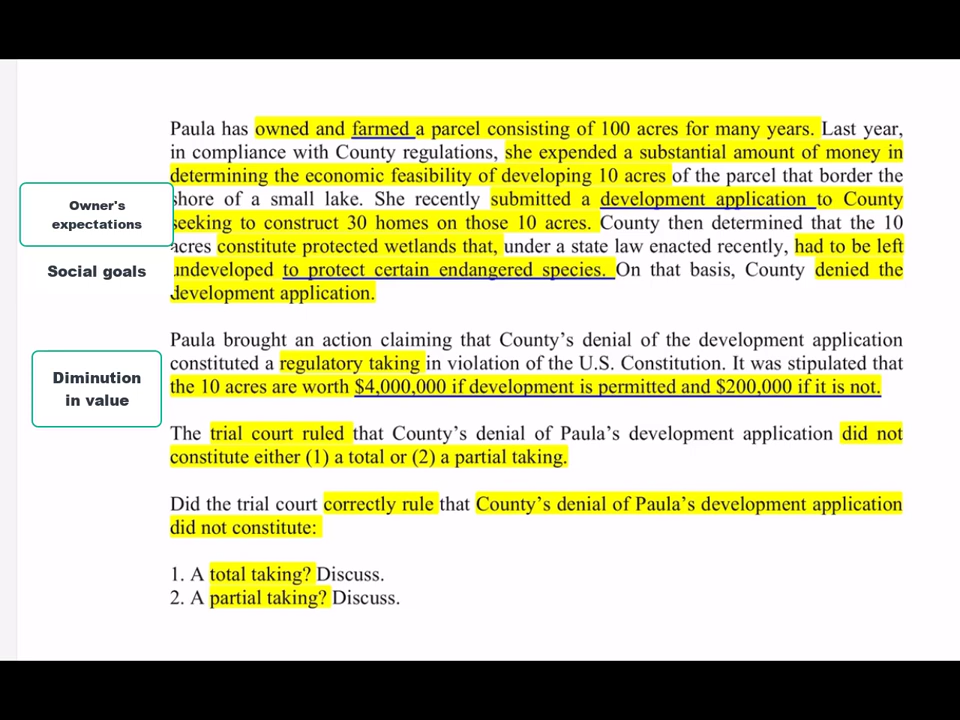 Paula has owned and farmed a parcel consisting of 100 acres for many years. Last year,
in compliance with County regulations, she expended a substantial amount of money in
determining the economic feasibility of developing 10 acres of the parcel that border the
shore of a small lake. She recently submitted a development application to County
seeking to construct 30 homes on those 10 acres. County then determined that the 10
acres constitute protected wetlands that, under a state law enacted recently, had to be left
undeveloped to protect certain endangered species. On that basis, County denied the
development application.
Owner's
expectations
Social goals
Paula brought an action claiming that County's denial of the development application
constituted a regulatory taking in violation of the U.S. Constitution. It was stipulated that
the 10 acres are worth $4,000,000 if development is permitted and $200,000 if it is not.
Diminution
in value
The trial court ruled that County's denial of Paula's development application did not
constitute either (1) a total or (2) a partial taking.
Did the trial court correctly rule that County's denial of Paula's development application
did not constitute:
1. A total taking? Discuss.
2. A partial taking? Discuss.